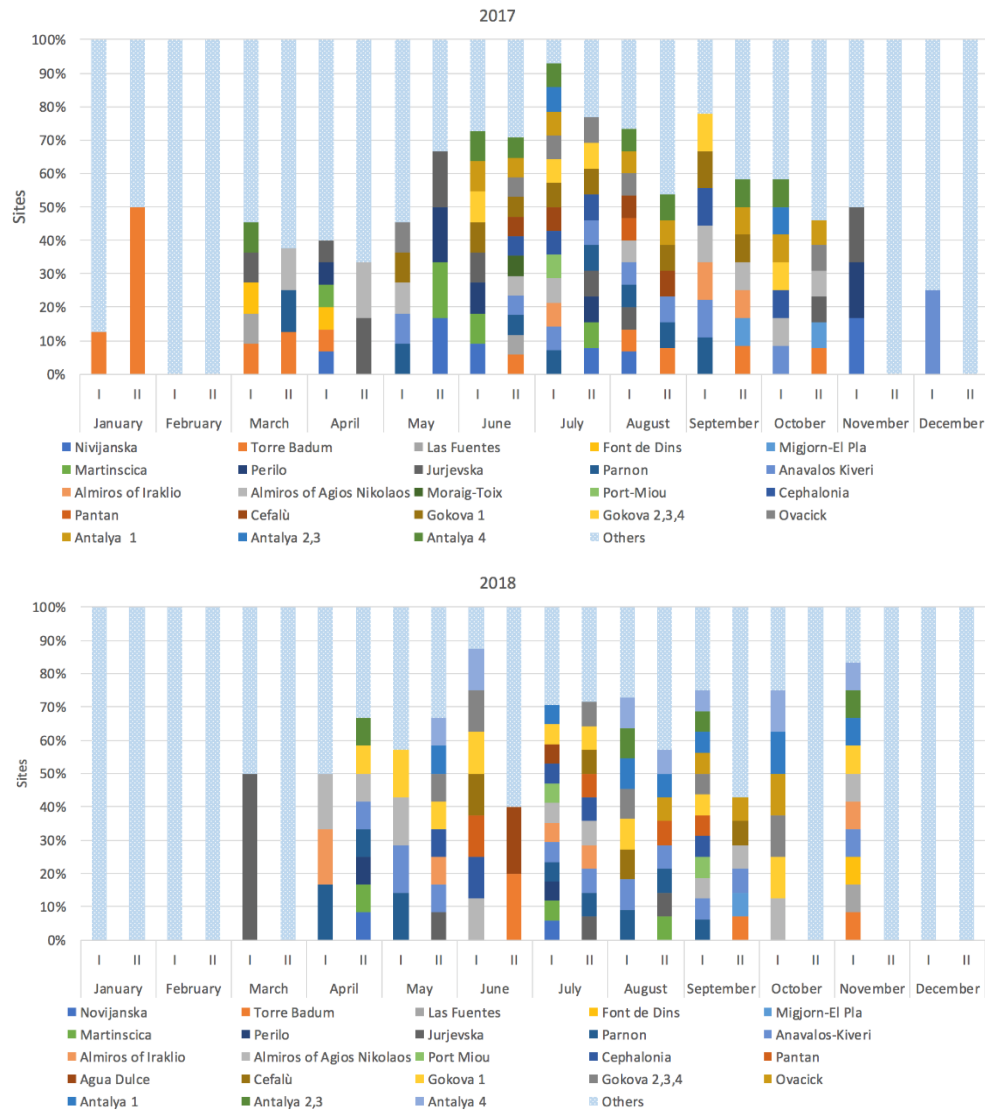 2017
100%
90%
80%
70%
60%
50%
40%
30%
20%
10%
0%
Sites
I II I II I II I II I II I II I II I II I II I II I II I II
January February March April May June July August September October November December
Nivijanska Torre Badum Las Fuentes Font de Dins Migjorn-El Pla
Martinscica Perilo Jurjevska Parnon Anavalos Kiveri
Almiros of Iraklio Almiros of Agios Nikolaos Moraig-Toix Port-Miou Cephalonia
Pantan Cefalù Gokova 1 Gokova 2,3,4 Ovacick
Antalya 1 Antalya 2,3 Antalya 4 Others
2018
100%
90%
80%
70%
60%
50%
40%
30%
20%
10%
0%
Sites
I II I II I II I II I II I II I II I II I II I II I II I II
January February March April May June July August September October November December
Novijanska Torre Badum Las Fuentes Font de Dins Migjorn-El Pla
Martinscica Perilo Jurjevska Parnon Anavalos-Kiveri
Almiros of Iraklio Almiros of Agios Nikolaos Port Miou Cephalonia Pantan
Agua Dulce Cefalù Gokova 1 Gokova 2,3,4 Ovacick
Antalya 1 Antalya 2,3 Antalya 4 Others